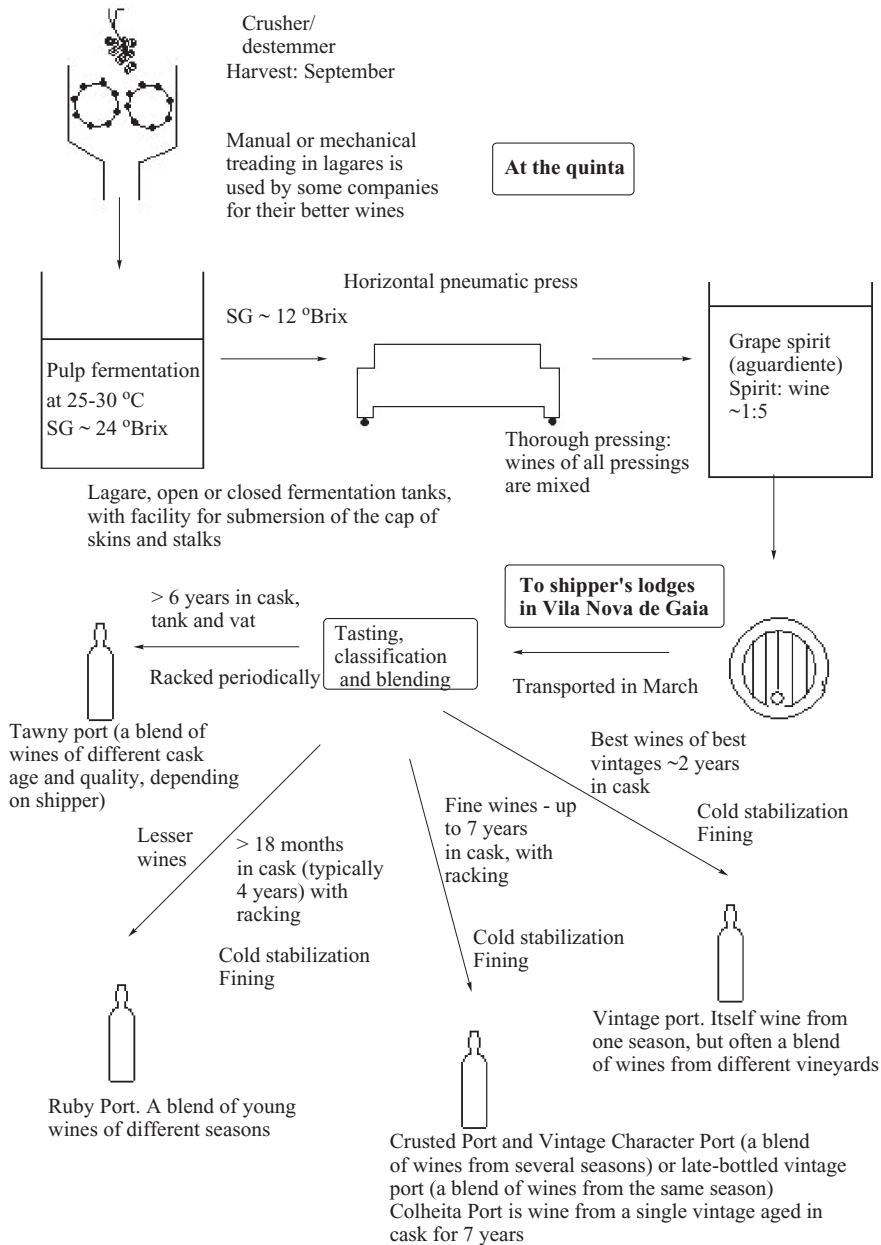 Crusher/
destemmer
Harvest: September
Manual or mechanical
treading in lagares is
used by some companies
for their better wines
At the quinta
Horizontal pneumatic press
SG ~ 12 °Brix
Pulp fermentation
at 25-30 °C
SG ~ 24 °Brix
Grape spirit
(aguardiente)
Spirit: wine
~1:5
Thorough pressing:
wines of all pressings
are mixed
Lagare, open or closed fermentation tanks,
with facility for submersion of the cap of
skins and stalks
To shipper's lodges
in Vila Nova de Gaia
> 6 years in cask,
tank and vat
Racked periodically
Tasting,
classification
and blending
Transported in March
Tawny port (a blend of
wines of different cask
age and quality, depending
on shipper)
Best wines of best
vintages ~2 years
in cask
Cold stabilization
Fining
Fine wines - up
to 7 years
in cask, with
racking
Lesser
wines
> 18 months
in cask (typically
4 years) with
racking
Cold stabilization
Fining
Cold stabilization
Fining
Vintage port. Itself wine from
one season, but often a blend
of wines from different vineyards
Ruby Port. A blend of young
wines of different seasons
Crusted Port and Vintage Character Port (a blend
of wines from several seasons) or late-bottled vintage
port (a blend of wines from the same season)
Colheita Port is wine from a single vintage aged in
cask for 7 years